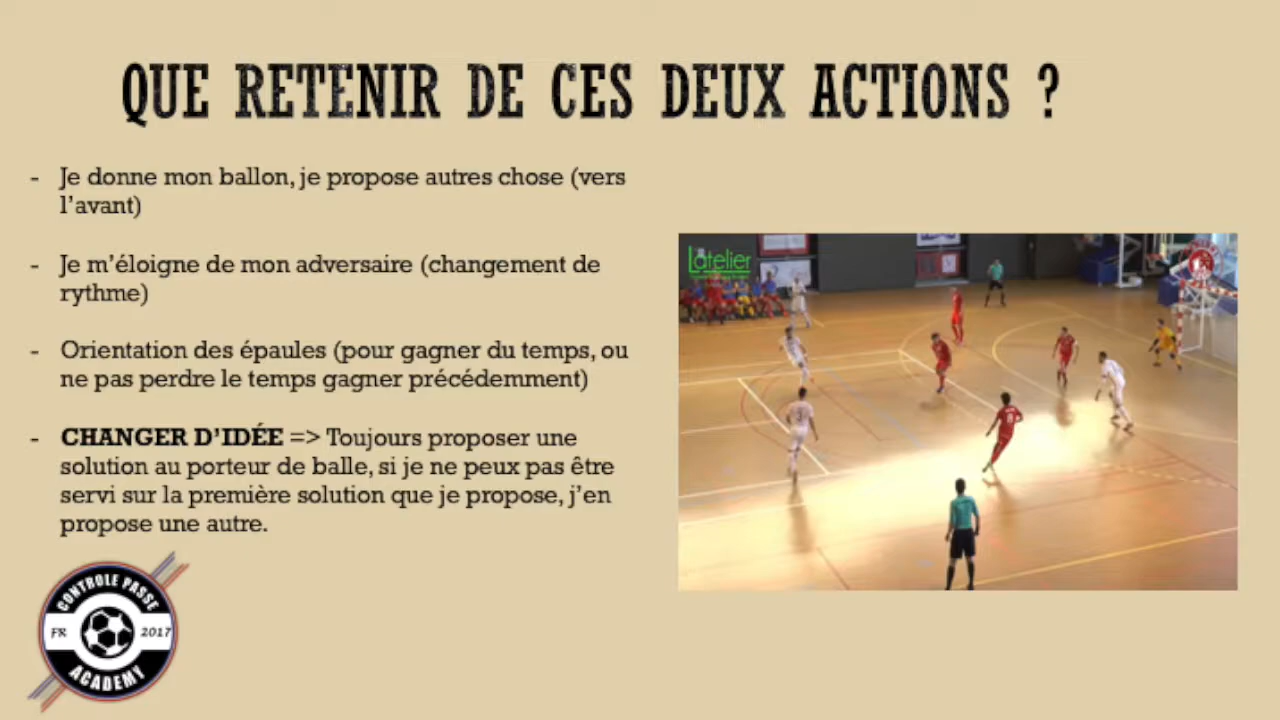 QUE RETENIR DE CES DEUX ACTIONS ?
- Je donne mon ballon, je propose autres chose (vers
l'avant)
- Je m'éloigne de mon adversaire (changement de
rythme)
- Orientation des épaules (pour gagner du temps, ou
ne pas perdre le temps gagner précédemment)
- CHANGER D'IDÉE => Toujours proposer une
solution au porteur de balle, si je ne peux pas être
servi sur la première solution que je propose, j'en
propose une autre.
L'atelier
CONTROLE PASSE
FR 2017
ACADEMY